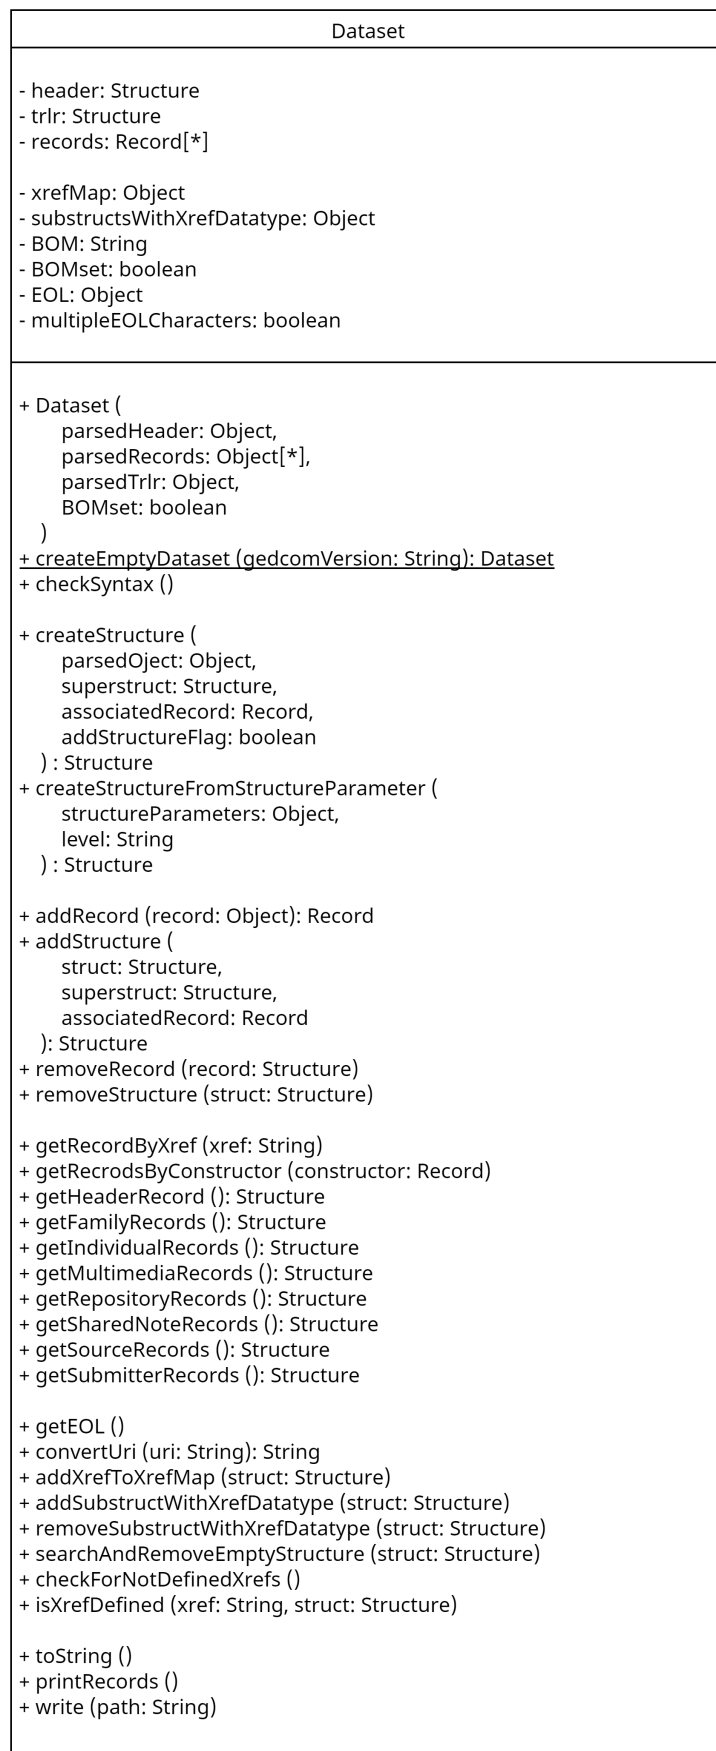 Dataset
- header: Structure
- trlr: Structure
- records: Record[*]
- xrefMap: Object
- substructsWithXrefDatatype: Object
- BOM: String
- BOMset: boolean
- EOL: Object
- multipleEOLCharacters: boolean
+ Dataset (
parsedHeader: Object,
parsedRecords: Object[*],
parsedTrlr: Object,
BOMset: boolean
)
+ createEmptyDataset (gedcomVersion: String): Dataset
+ checkSyntax ()
+ createStructure (
parsedOject: Object,
superstruct: Structure,
associatedRecord: Record,
addStructureFlag: boolean
) : Structure
+ createStructureFromStructureParameter (
structureParameters: Object,
level: String
) : Structure
+ addRecord (record: Object): Record
+ addStructure (
struct: Structure,
superstruct: Structure,
associatedRecord: Record
): Structure
+ removeRecord (record: Structure)
+ removeStructure (struct: Structure)
+ getRecordByXref (xref: String)
+ getRecrodsByConstructor (constructor: Record)
+ getHeaderRecord (): Structure
+ getFamilyRecords (): Structure
+ getIndividualRecords (): Structure
+ getMultimediaRecords (): Structure
+ getRepositoryRecords (): Structure
+ getSharedNoteRecords (): Structure
+ getSourceRecords (): Structure
+ getSubmitterRecords (): Structure
+ getEOL ()
+ convertUri (uri: String): String
+ addXrefToXrefMap (struct: Structure)
+ addSubstructWithXrefDatatype (struct: Structure)
+ removeSubstructWithXrefDatatype (struct: Structure)
+ searchAndRemoveEmptyStructure (struct: Structure)
+ checkForNotDefinedXrefs ()
+ isXrefDefined (xref: String, struct: Structure)
+ toString ()
+ printRecords ()
+ write (path: String)